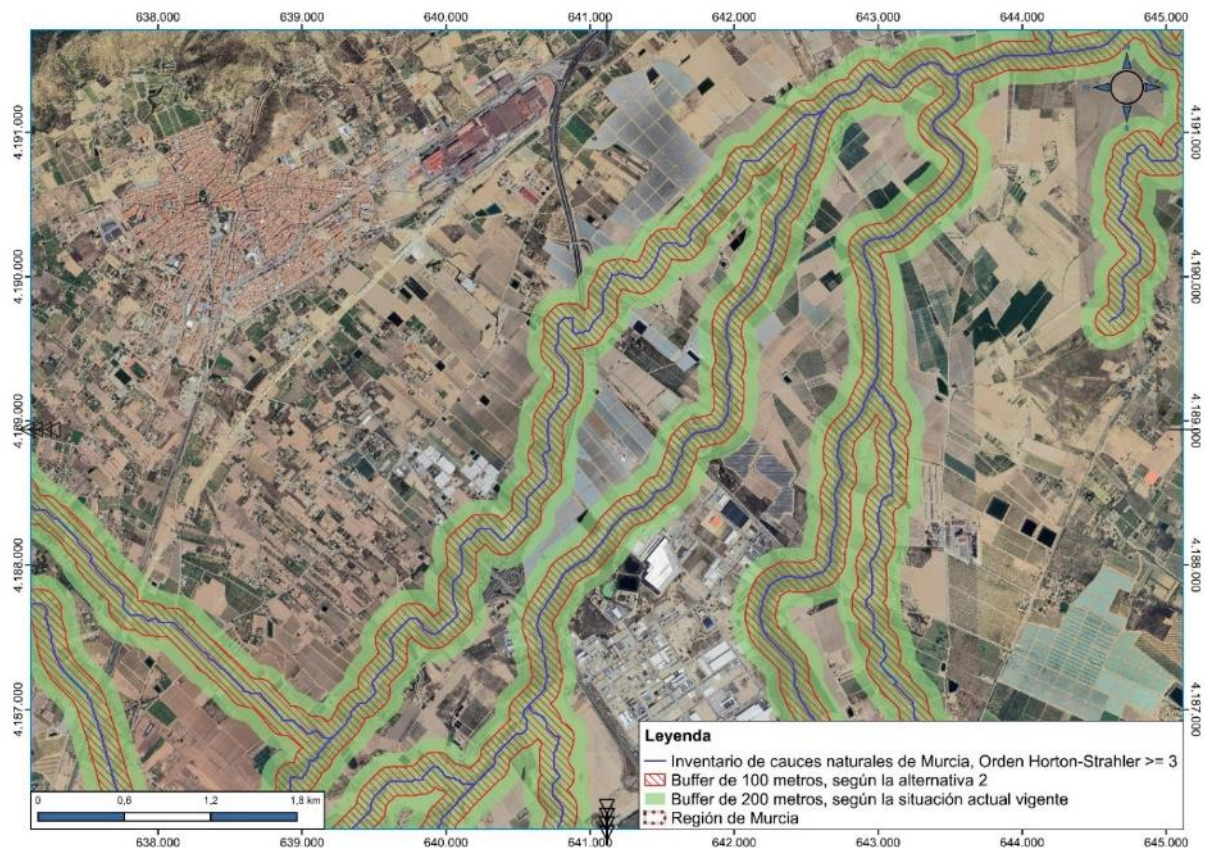 638.000 639.000 640.000 641.000 642.000 643.000 644.000 645.000
4.191.000 4.191.000
4.190.000 4.190.000
4.189.000 4.189.000
4.188.000 4.188.000
4.187.000 4.187.000
Leyenda
Inventario de cauces naturales de Murcia, Orden Horton-Strahler >= 3
Buffer de 100 metros, según la alternativa 2
Buffer de 200 metros, según la situación actual vigente
Región de Murcia
0 0,6 1,2 1,8 km
638.000 639.000 640.000 641.000 642.000 643.000 644.000 645.000